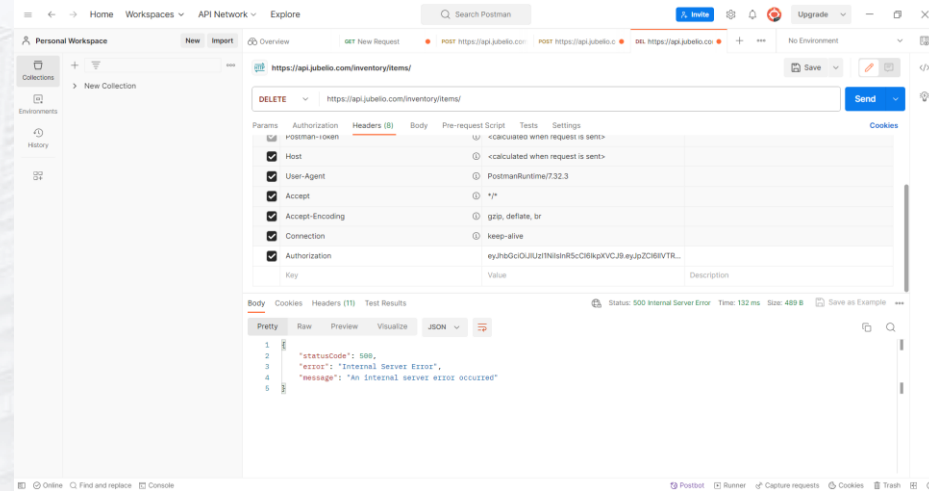 Home Workspaces API Network Explore Search Postman Invite Upgrade
Personal Workspace New Import Overview GET New Request POST https://api.jubelio.com POST https://api.jubelio.c DEL https://api.jubelio.co No Environment
Collections
New Collection
Environments
History
https://api.jubelio.com/inventory/items/ Save
DELETE https://api.jubelio.com/inventory/items/ Send
Params Authorization Headers (8) Body Pre-request Script Tests Settings Cookies
Postman-Token <calculated when request is sent>
Host <calculated when request is sent>
User-Agent PostmanRuntime/7.32.3
Accept */*
Accept-Encoding gzip, deflate, br
Connection keep-alive
Authorization
Key Value Description
Body Cookies Headers (11) Test Results Status: 500 Internal Server Error Time: 132 ms Size: 489 B Save as Example
Pretty Raw Preview Visualize JSON
1 {
2 "statusCode": 500,
3 "error": "Internal Server Error",
4 "message": "An internal server error occurred"
5 }
Online Find and replace Console Postbot Runner Capture requests Cookies Trash